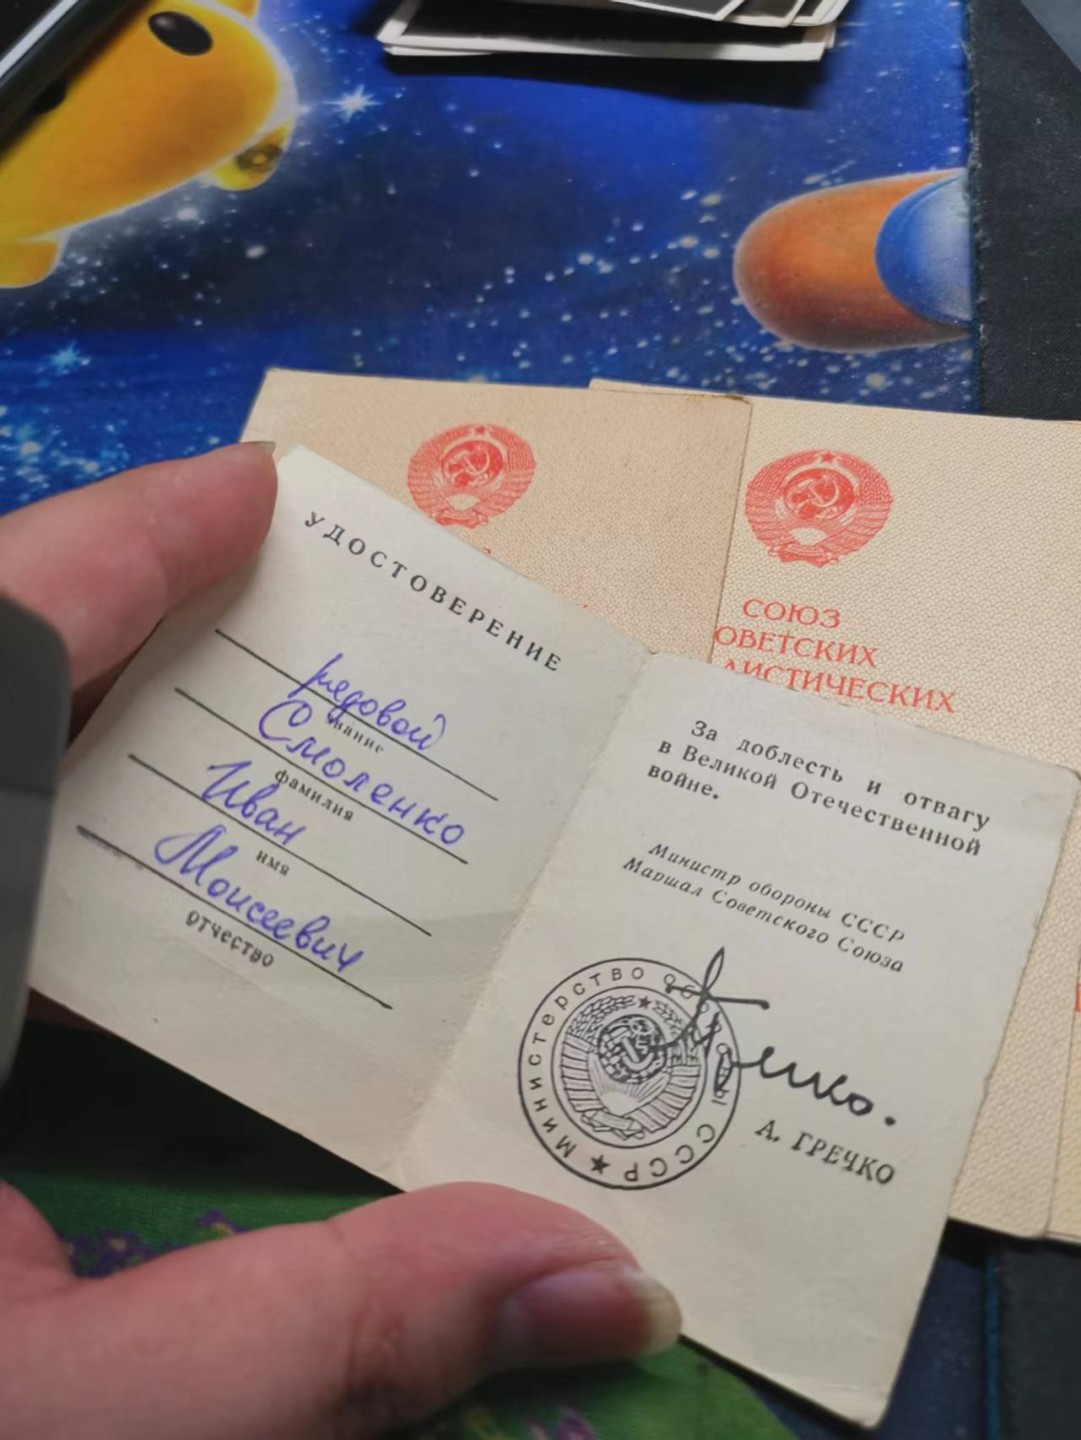 УДОСТОВЕРЕНИЕ
рядовой
звание
Смоленко
фамилия
Иван
имя
Моисеевич
отчество
За доблесть и отвагу
в Великой Отечественной
войне.
Министр обороны СССР
Маршал Советского Союза
МИНИСТЕРСТВО ОБОРОНЫ СССР
А. ГРЕЧКО
СОЮЗ
ОВЕТСКИХ
ЛИСТИЧЕСКИХ